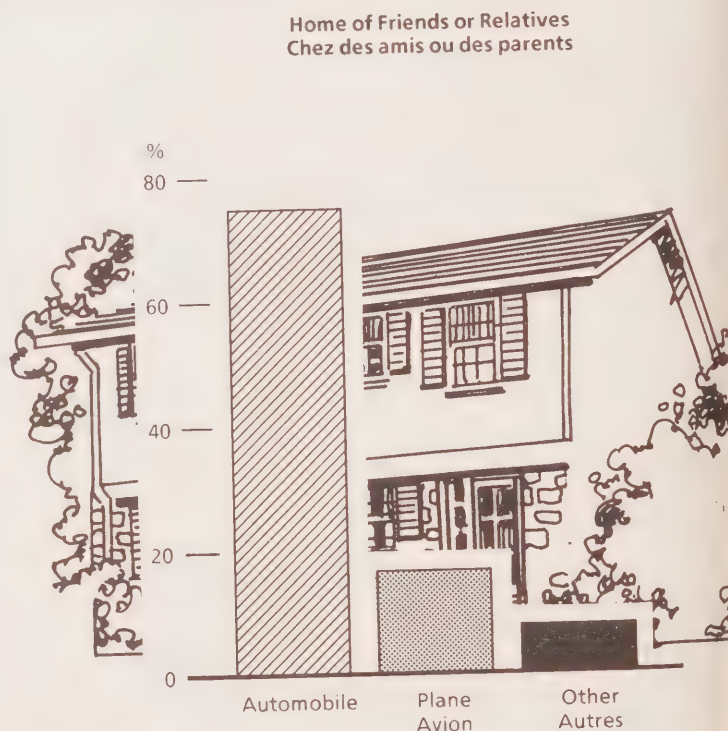 Home of Friends or Relatives
Chez des amis ou des parents
%
80
60
40
20
0
Automobile
Plane
Avion
Other
Autres